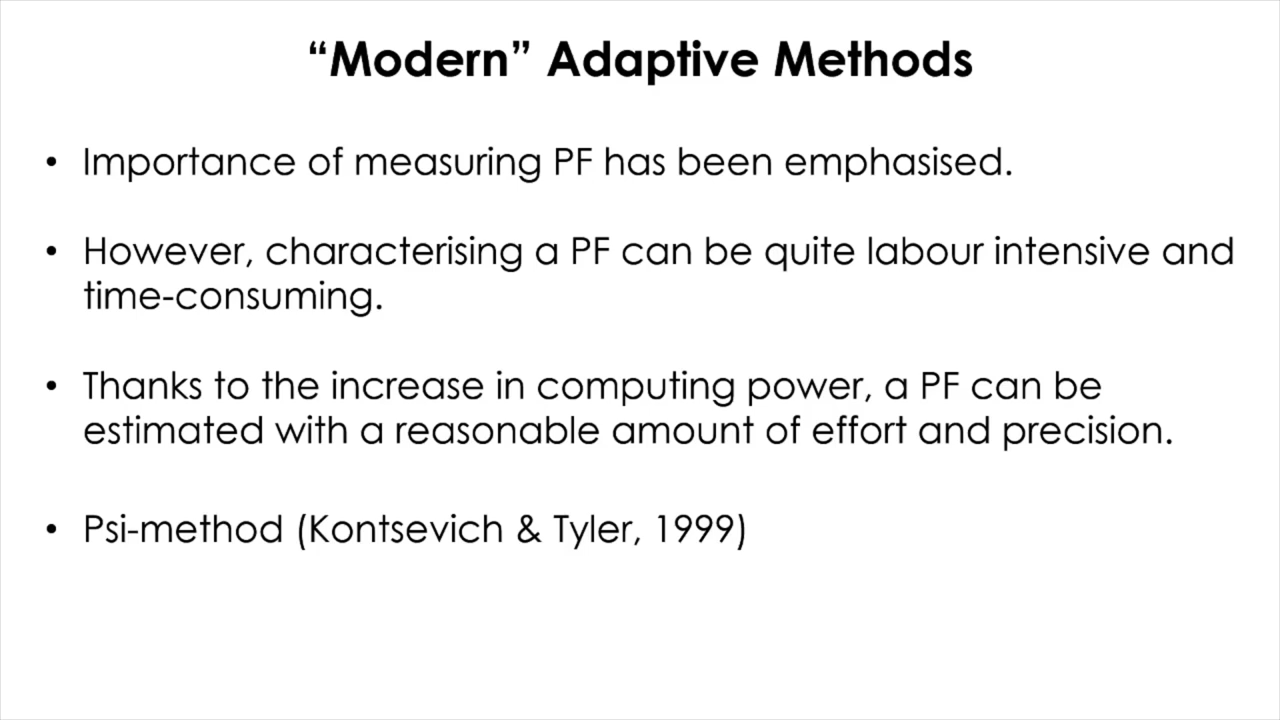 “Modern” Adaptive Methods
• Importance of measuring PF has been emphasised.
• However, characterising a PF can be quite labour intensive and
time-consuming.
• Thanks to the increase in computing power, a PF can be
estimated with a reasonable amount of effort and precision.
• Psi-method (Kontsevich & Tyler, 1999)